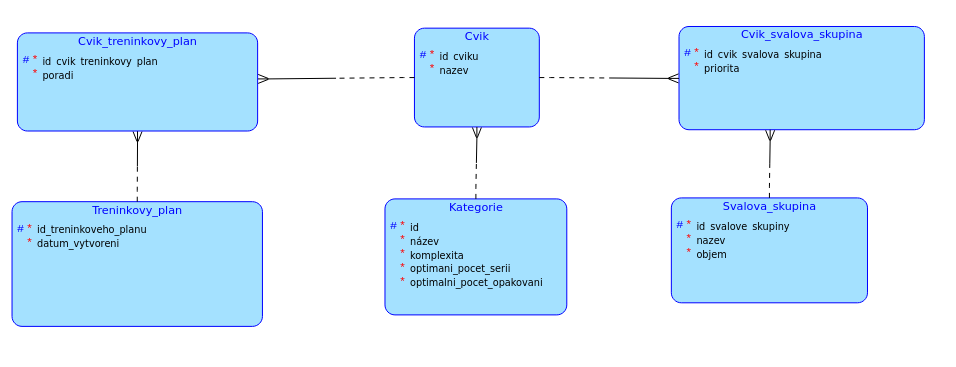 Cvik_treninkovy_plan
# * id_cvik_treninkovy_plan
* poradi
Cvik
# * id_cviku
* nazev
Cvik_svalova_skupina
# * id_cvik_svalova_skupina
* priorita
Treninkovy_plan
# * id_treninkoveho_planu
* datum_vytvoreni
Kategorie
# * id
* název
* komplexita
* optimani_pocet_serii
* optimalni_pocet_opakovani
Svalova_skupina
# * id_svalove_skupiny
* nazev
* objem